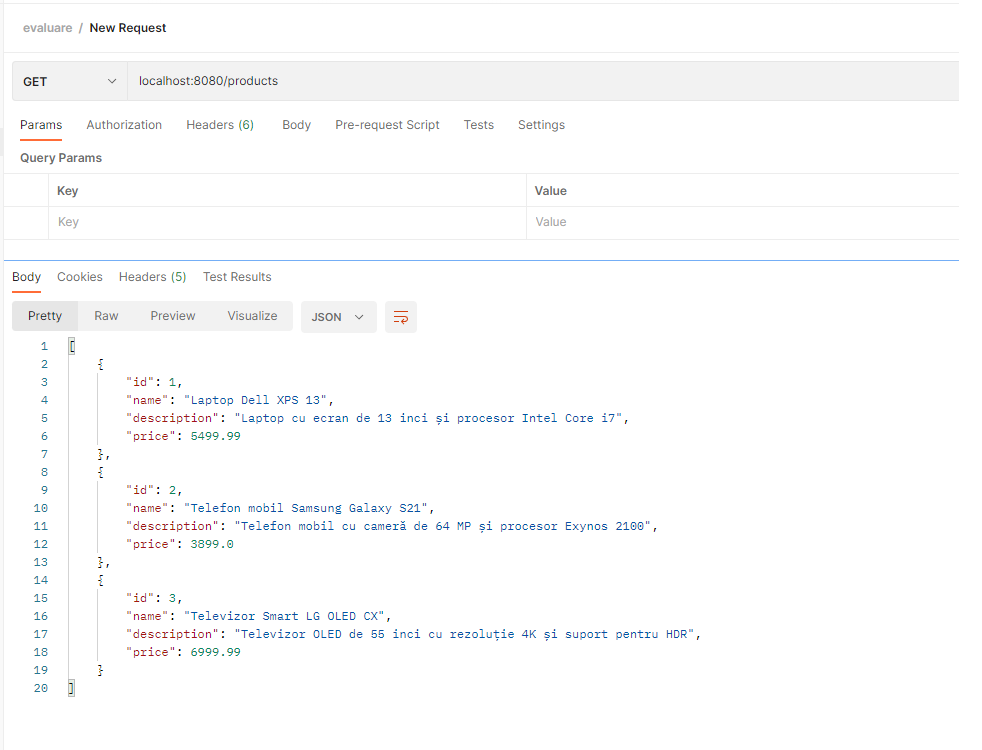 evaluare / New Request
GET localhost:8080/products
Params Authorization Headers (6) Body Pre-request Script Tests Settings
Query Params
Key Value
Key Value
Body Cookies Headers (5) Test Results
Pretty Raw Preview Visualize JSON
1 [
2 {
3 "id": 1,
4 "name": "Laptop Dell XPS 13",
5 "description": "Laptop cu ecran de 13 inci și procesor Intel Core i7",
6 "price": 5499.99
7 },
8 {
9 "id": 2,
10 "name": "Telefon mobil Samsung Galaxy S21",
11 "description": "Telefon mobil cu cameră de 64 MP și procesor Exynos 2100",
12 "price": 3899.0
13 },
14 {
15 "id": 3,
16 "name": "Televizor Smart LG OLED CX",
17 "description": "Televizor OLED de 55 inci cu rezoluție 4K și suport pentru HDR",
18 "price": 6999.99
19 }
20 ]